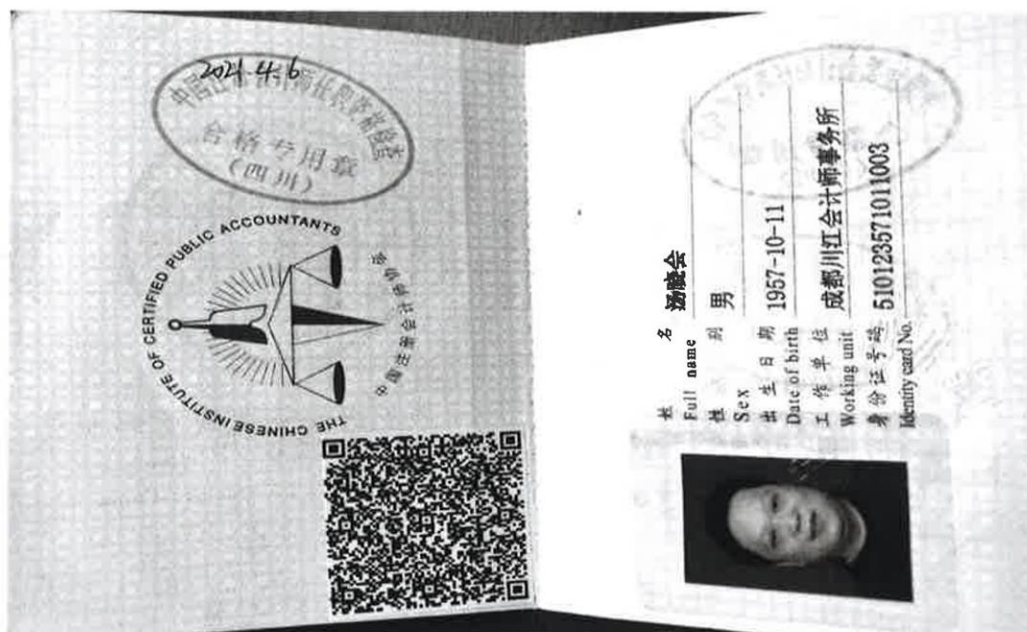 2021.4.6
合格专用章
(四川)
THE CHINESE INSTITUTE OF CERTIFIED PUBLIC ACCOUNTANTS
中国注册会计师协会
姓 名
Full name
性 别
男
Sex
出 生 日 期
1957-10-11
Date of birth
工 作 单 位
成都川江会计师事务所
Working unit
身 份 证 号 码
510123571011003
Identity card No.